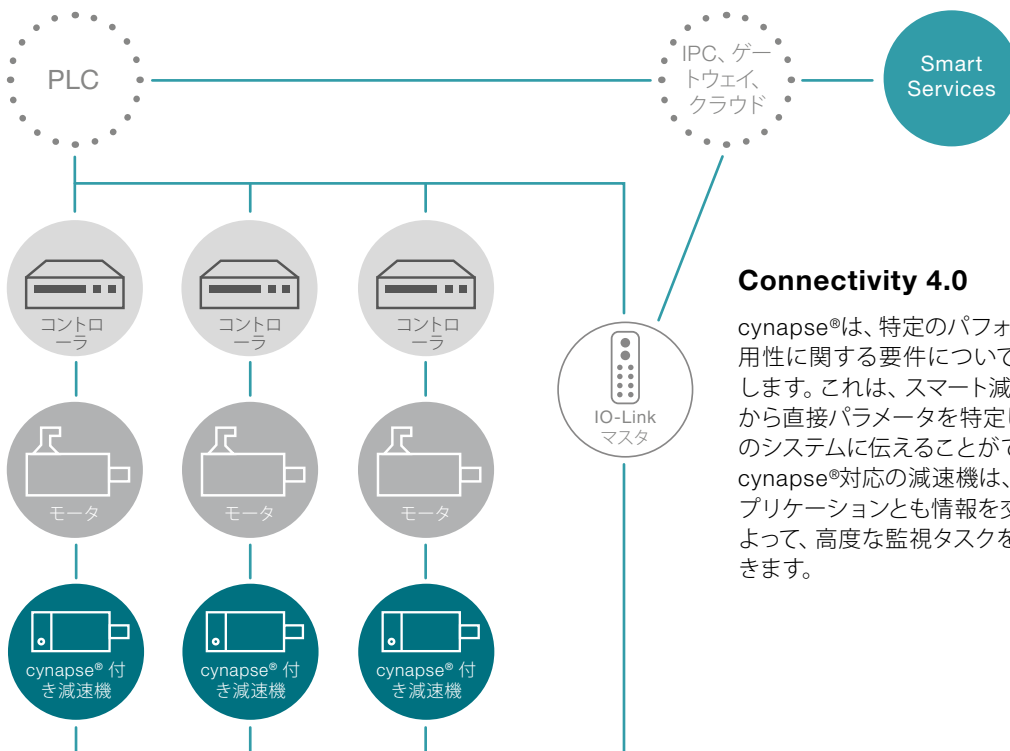 PLC
IPC、ゲー
トウェイ、
クラウド
Smart
Services
コントロ
ーラ
コントロ
ーラ
コントロ
ーラ
IO-Link
マスタ
モータ
モータ
モータ
cynapse® 付
き減速機
cynapse® 付
き減速機
cynapse® 付
き減速機
Connectivity 4.0
cynapse®は、特定のパフォ
用性に関する要件について
します。これは、スマート減
から直接パラメータを特定
のシステムに伝えることがで
cynapse®対応の減速機は、
プリケーションとも情報を交
よって、高度な監視タスクを
きます。